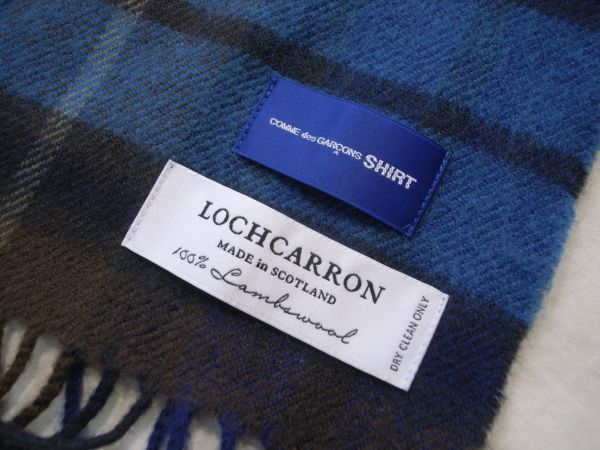 COMME des GARÇONS SHIRT
LOCHCARRON
MADE in SCOTLAND
100% Lambswool
DRY CLEAN ONLY